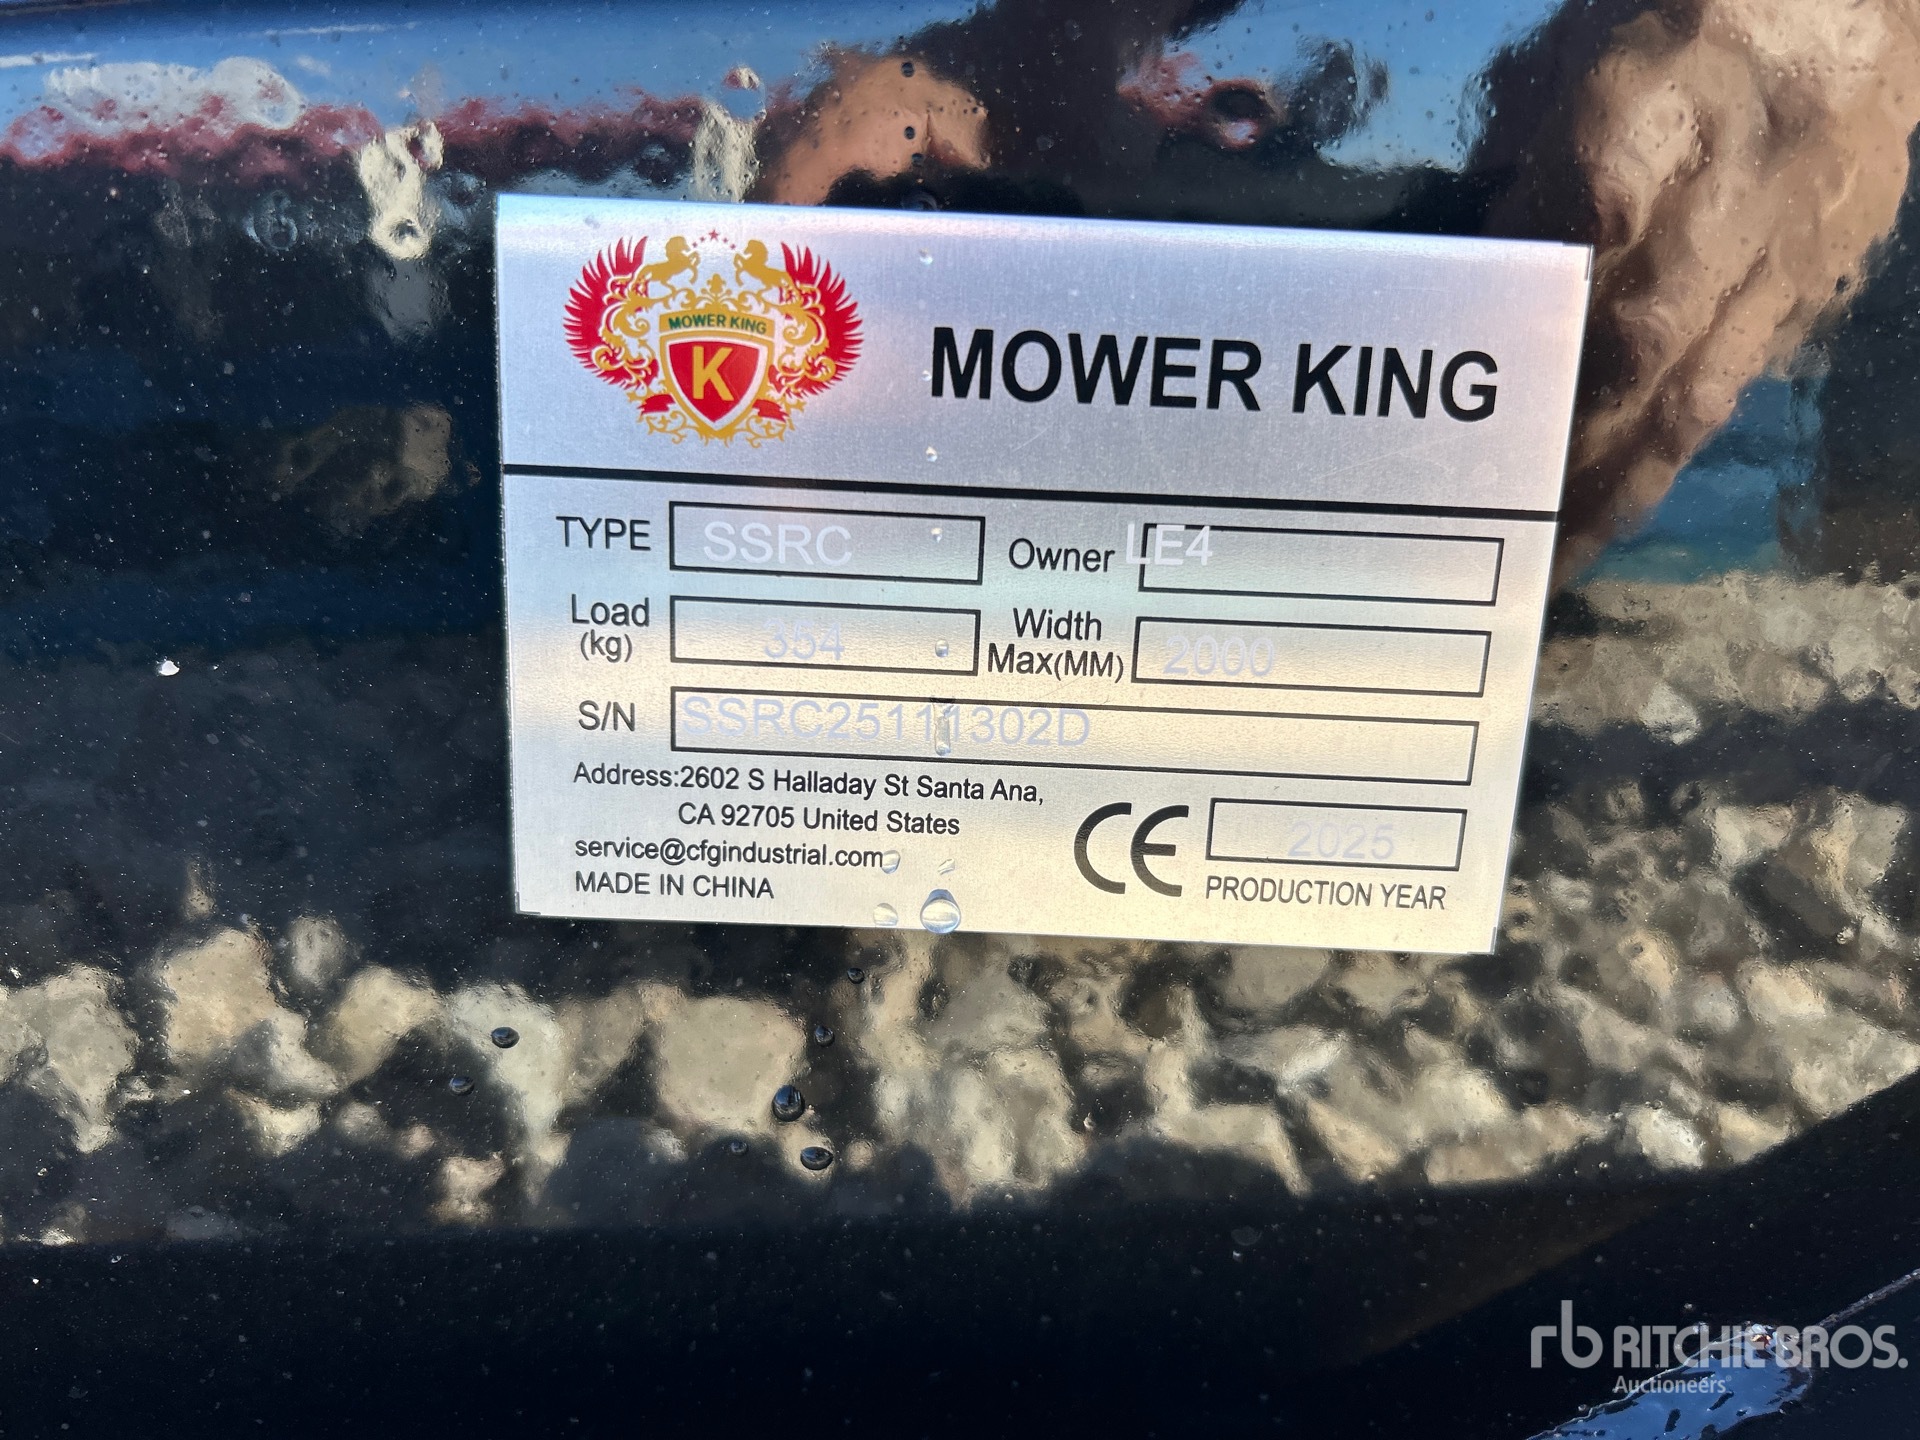 MOWER KING
K
MOWER KING
TYPE SSRC Owner LE4
Load (kg) 354 Width Max(MM) 2000
S/N SSRC25111302D
Address:2602 S Halladay St Santa Ana,
CA 92705 United States
service@cfgindustrial.com
MADE IN CHINA
CE 2025
PRODUCTION YEAR
rb RITCHIE BROS.
Auctioneers